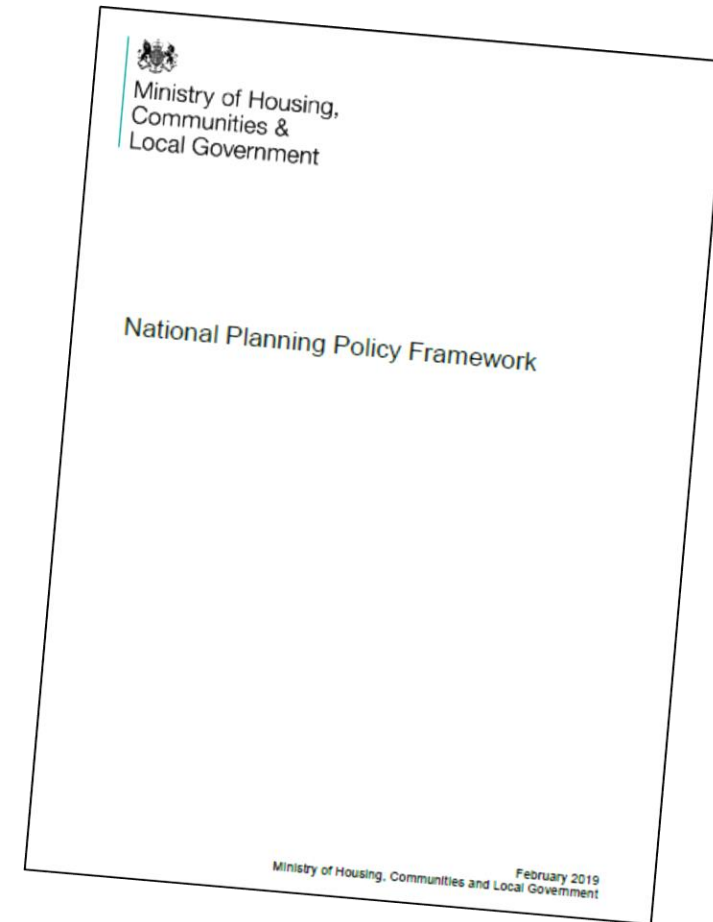 Ministry of Housing,
Communities &
Local Government
National Planning Policy Framework
February 2019
Ministry of Housing, Communities and Local Government